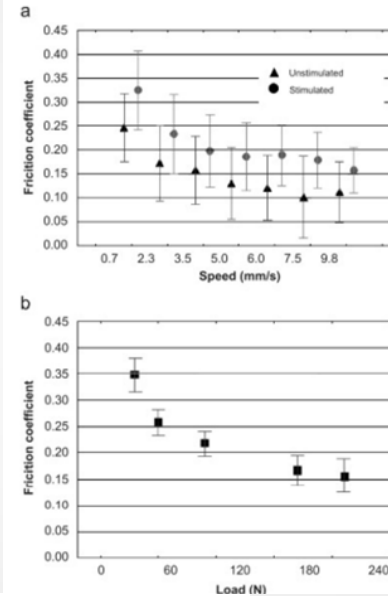 a
0.45
0.40
0.35
0.30
0.25
0.20
0.15
0.10
0.05
0.00
Fricition coefficient
Unstimulated
Stimulated
0.7 2.3 3.5 5.0 6.0 7.5 9.8
Speed (mm/s)
b
0.45
0.40
0.35
0.30
0.25
0.20
0.15
0.10
0.05
0.00
Fricition coefficient
0 60 120 180 240
Load (N)